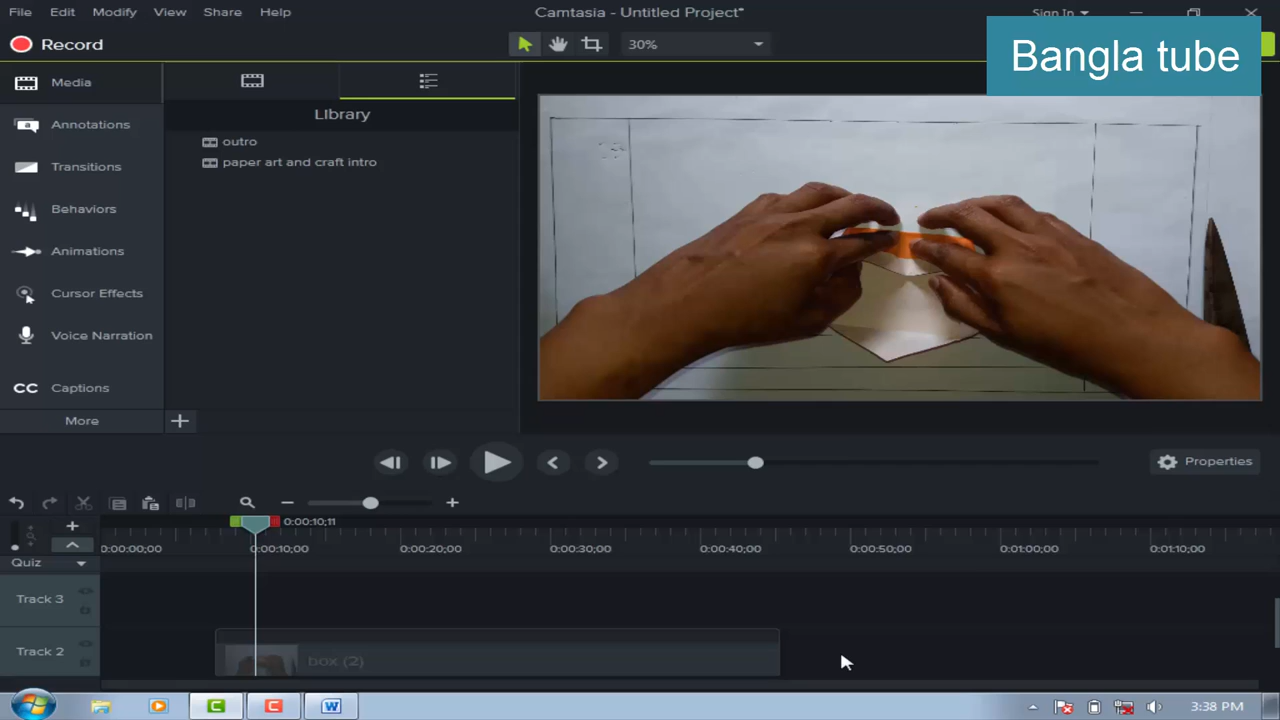 File Edit Modify View Share Help
Camtasia - Untitled Project*
Sign In
Record
30%
Bangla tube
Media
Annotations
Transitions
Behaviors
Animations
Cursor Effects
Voice Narration
CC Captions
More
Library
outro
paper art and craft intro
Properties
0:00:10;11
0:00:00;00 0:00:10;00 0:00:20;00 0:00:30;00 0:00:40;00 0:00:50;00 0:01:00;00 0:01:10;00
Quiz
Track 3
Track 2
box (2)
3:38 PM